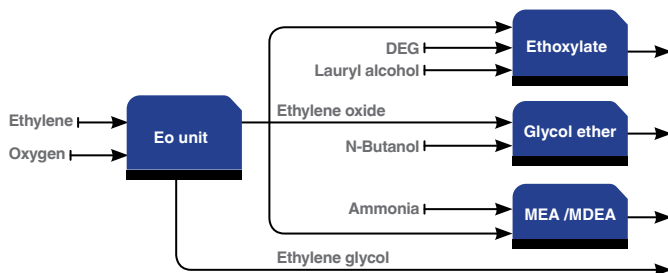 DEG
Lauryl alcohol
Ethoxylate
Ethylene
Oxygen
Eo unit
Ethylene oxide
N-Butanol
Glycol ether
Ammonia
MEA /MDEA
Ethylene glycol